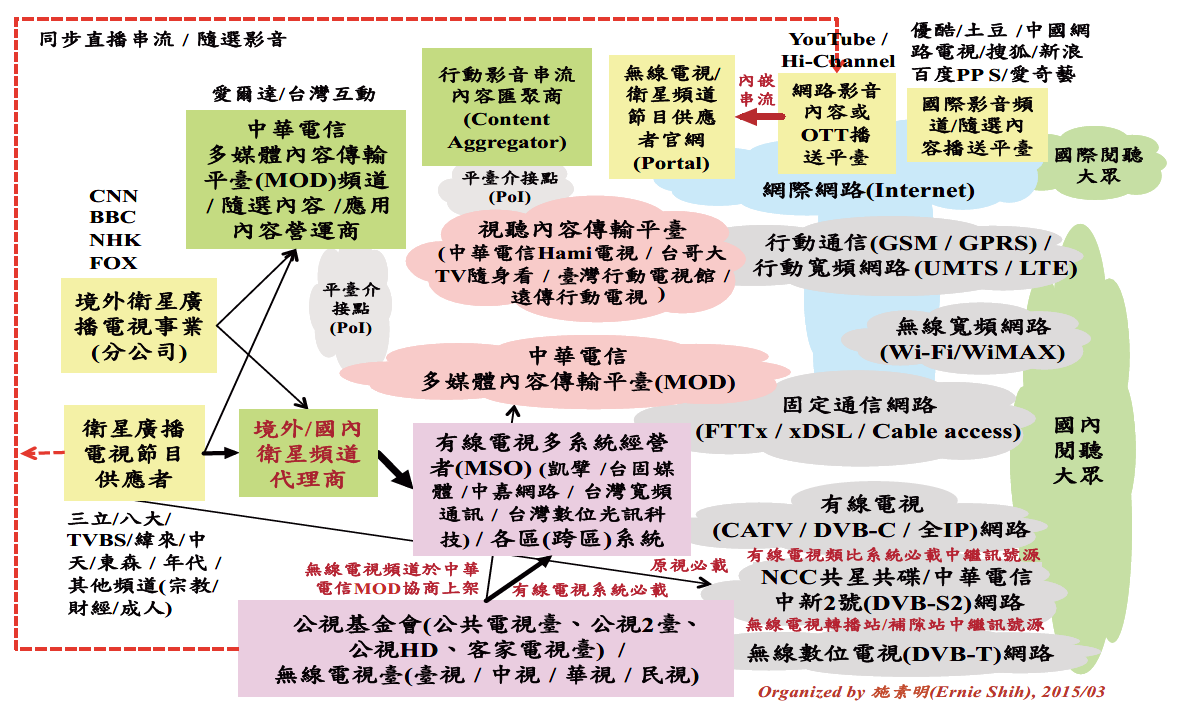 同步直播串流 / 隨選影音
愛爾達/台灣互動
中華電信
多媒體內容傳輸
平臺(MOD)頻道
/ 隨選內容 /應用
內容營運商
行動影音串流
內容匯聚商
(Content
Aggregator)
無線電視/
衛星頻道
節目供應
者官網
(Portal)
內嵌
串流
YouTube /
Hi-Channel
網路影音
內容或
OTT播
送平臺
優酷/土豆 /中國網
路電視/搜狐/新浪
百度PP S/愛奇藝
國際影音頻
道/隨選內
容播送平臺
國際閱聽
大眾
網際網路(Internet)
平臺介接點
(PoI)
CNN
BBC
NHK
FOX
境外衛星廣
播電視事業
(分公司)
平臺介
接點
(PoI)
視聽內容傳輸平臺
(中華電信Hami電視 / 台哥大
TV隨身看 / 臺灣行動電視館 /
遠傳行動電視 )
行動通信(GSM / GPRS) /
行動寬頻網路(UMTS / LTE)
無線寬頻網路
(Wi-Fi/WiMAX)
中華電信
多媒體內容傳輸平臺(MOD)
固定通信網路
(FTTx / xDSL / Cable access)
國內
閱聽
大眾
衛星廣播
電視節目
供應者
境外/國內
衛星頻道
代理商
有線電視多系統經營
者(MSO) (凱擘 /台固媒
體 /中嘉網路 / 台灣寬頻
通訊 / 台灣數位光訊科
技) / 各區(跨區)系統
三立/八大/
TVBS/緯來/中
天/東森 / 年代 /
其他頻道(宗教/
財經/成人)
有線電視
(CATV / DVB-C / 全IP)網路
有線電視類比系統必載中繼訊號源
NCC共星共碟/中華電信
中新2號(DVB-S2)網路
無線電視轉播站/補隙站中繼訊號源
無線數位電視(DVB-T)網路
無線電視頻道於中華
電信MOD協商上架
有線電視系統必載
原視必載
公視基金會(公共電視臺、公視2臺、
公視HD、客家電視臺) /
無線電視臺(臺視 / 中視 / 華視 / 民視)
Organized by 施素明(Ernie Shih), 2015/03